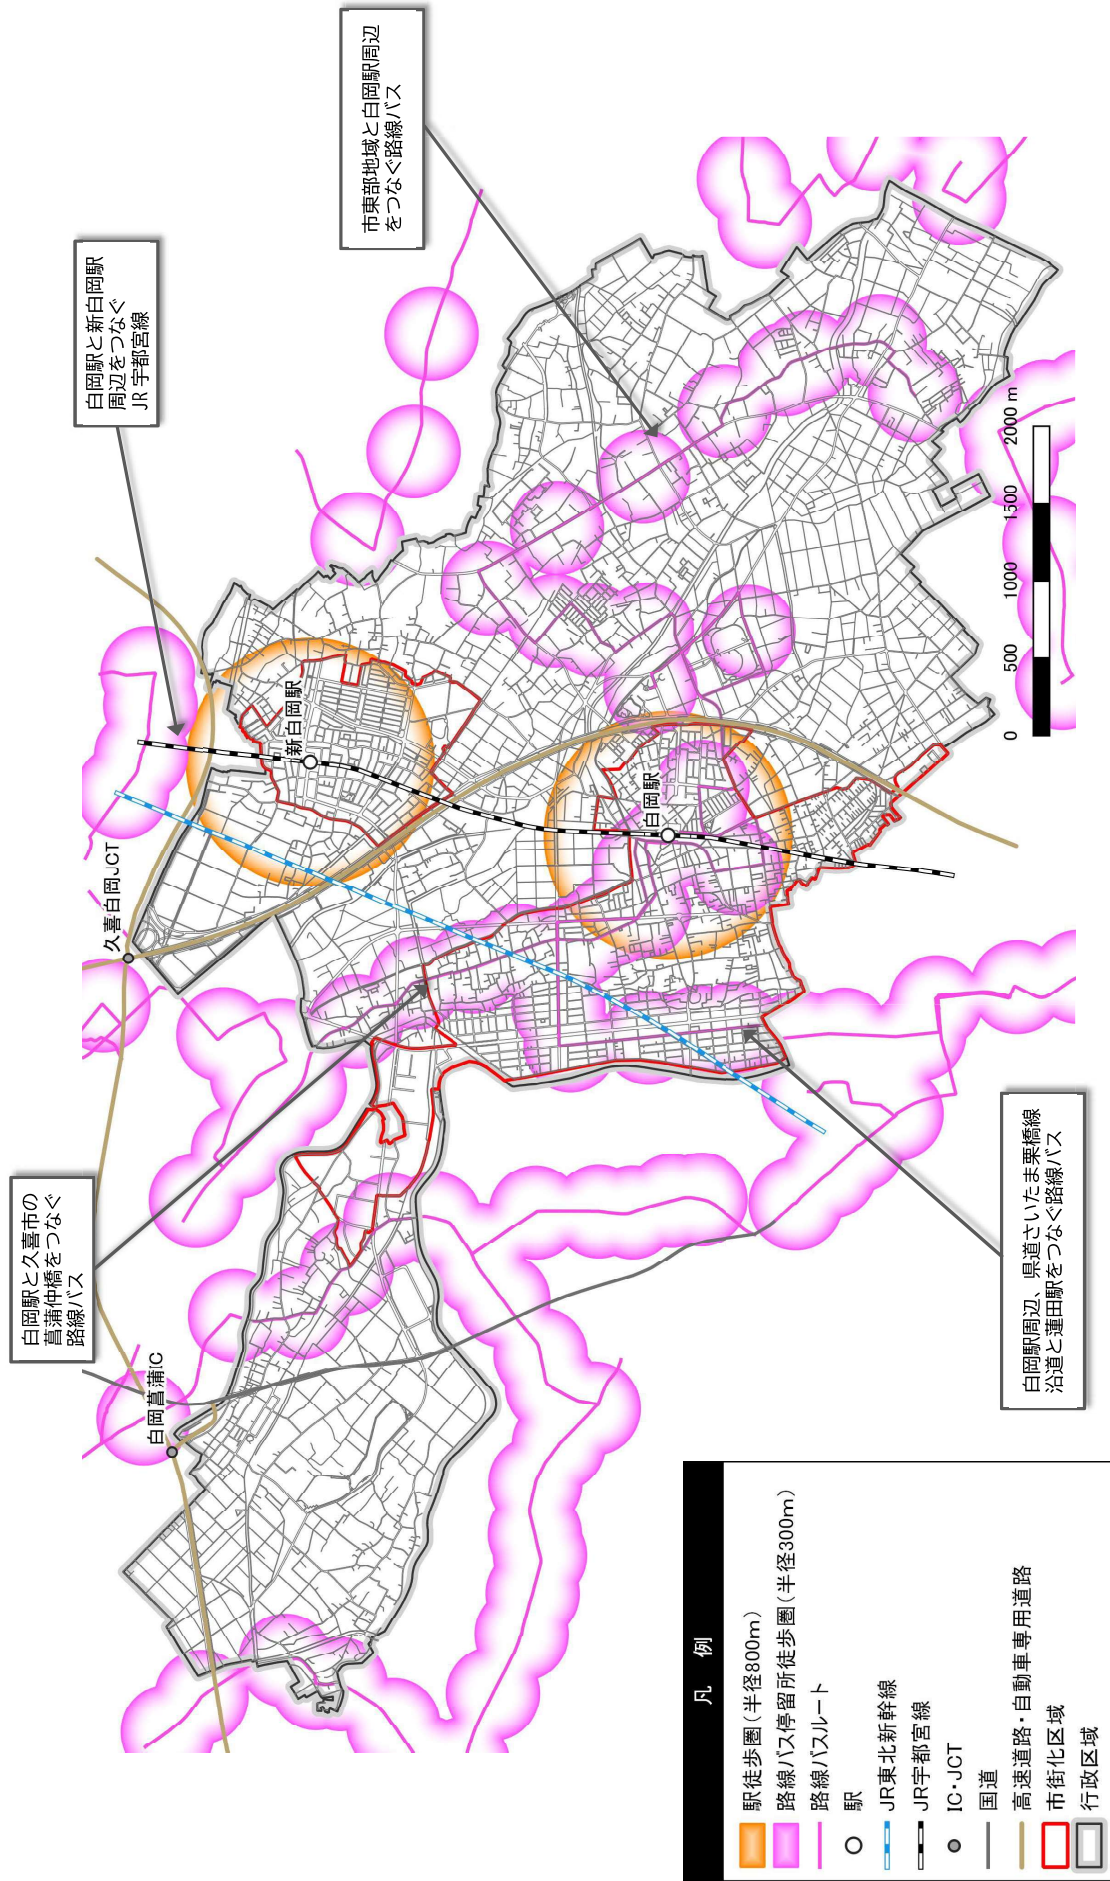 白岡駅と久喜市の
菖蒲仲橋をつなぐ
路線バス
白岡駅と新白岡駅
周辺をつなぐ
JR宇都宮線
市東部地域と白岡駅周辺
をつなぐ路線バス
白岡菖蒲IC
久喜白岡JCT
新白岡駅
白岡駅
白岡駅周辺、県道さいたま栗橋線
沿道と蓮田駅をつなぐ路線バス
0 500 1000 1500 2000 m
凡 例
駅徒歩圏(半径800m)
路線バス停留所徒歩圏(半径300m)
路線バスルート
駅
JR東北新幹線
JR宇都宮線
IC・JCT
国道
高速道路・自動車専用道路
市街化区域
行政区域